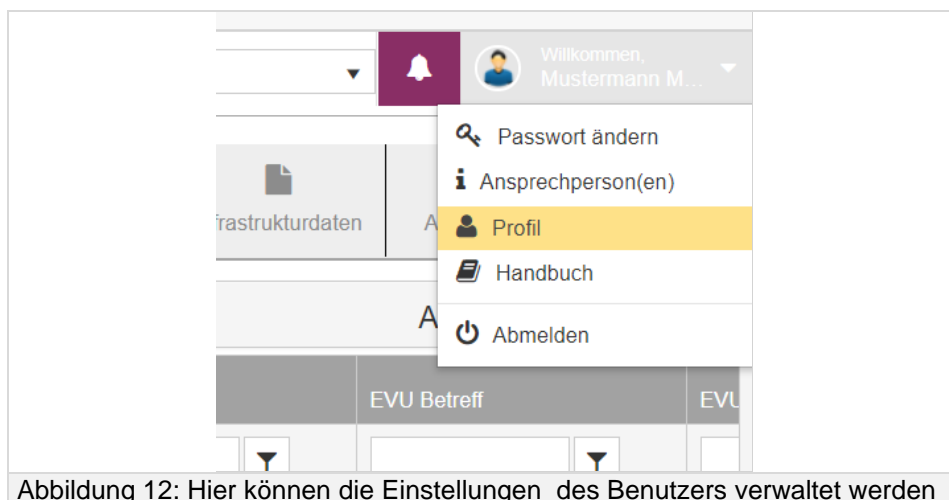 Willkommen,
Mustermann M...
Passwort ändern
Ansprechperson(en)
frastrukturdaten
A
Profil
Handbuch
A
Abmelden
EVU Betreff
EVU
Abbildung 12: Hier können die Einstellungen des Benutzers verwaltet werden